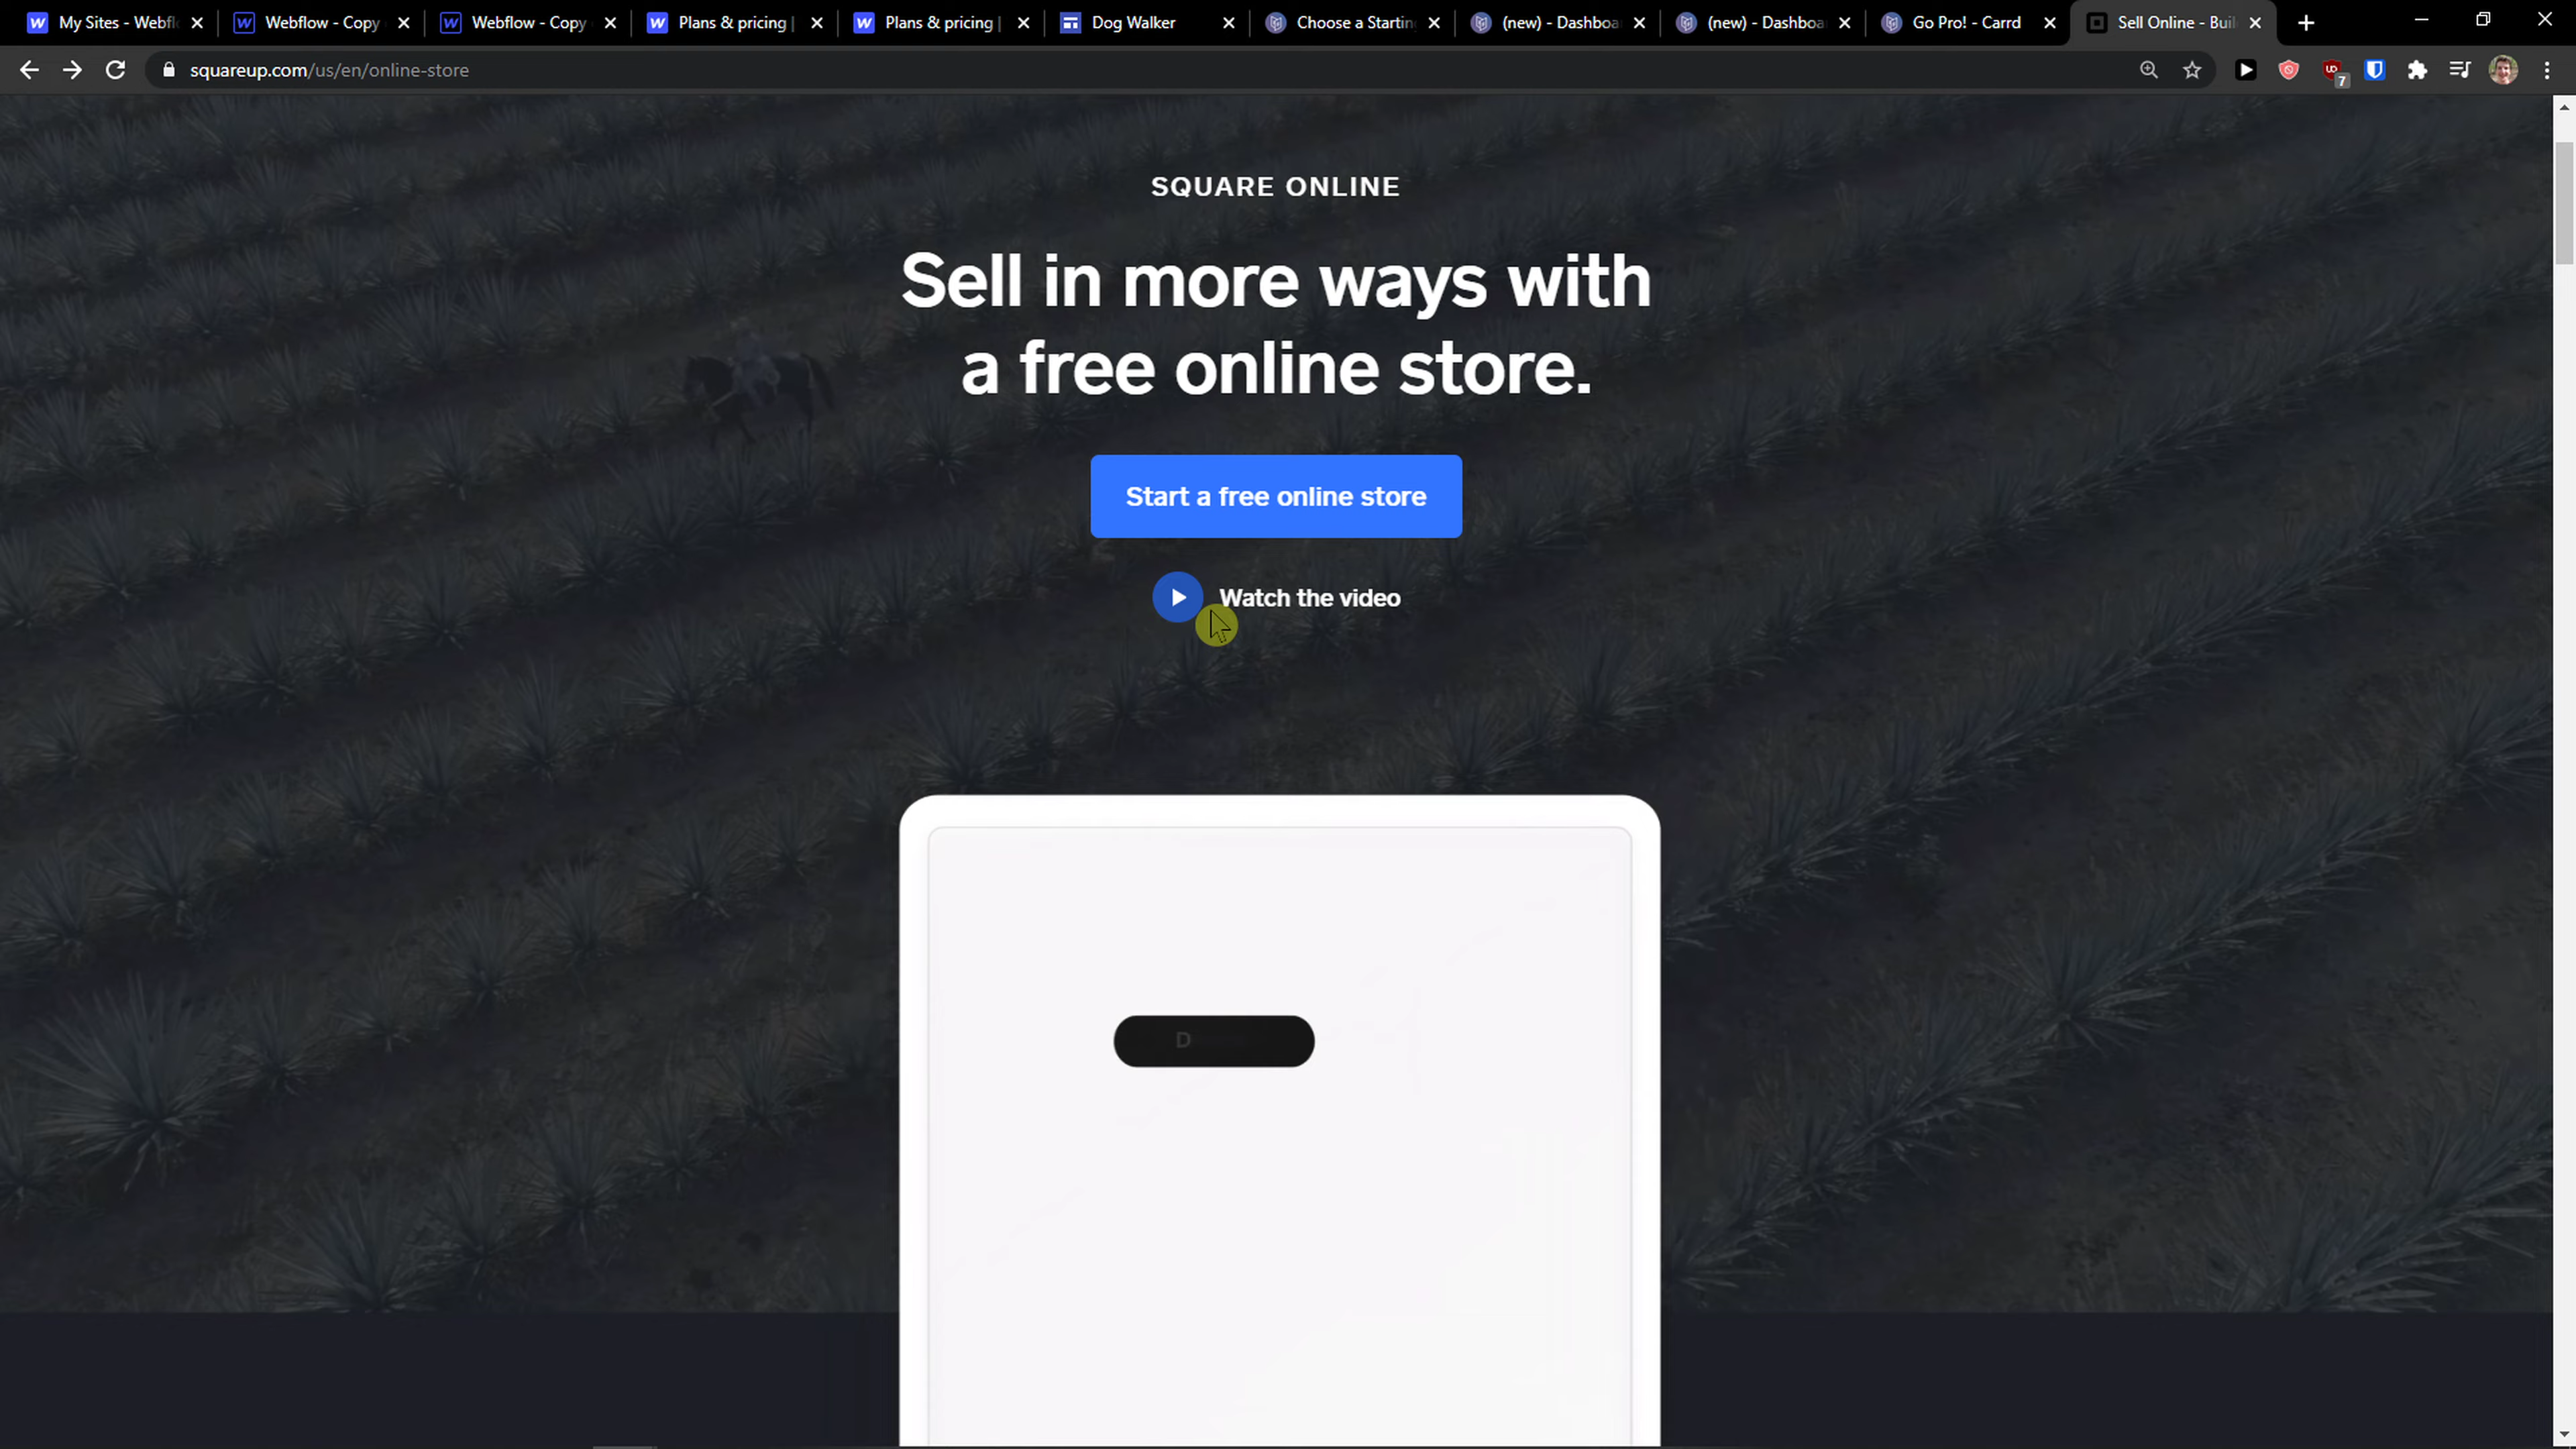 My Sites - Webfl
Webflow - Copy
Webflow - Copy
Plans & pricing |
Plans & pricing |
Dog Walker
Choose a Startin
(new) - Dashboa
(new) - Dashboa
Go Pro! - Carrd
Sell Online - Buil
squareup.com/us/en/online-store
7
SQUARE ONLINE
Sell in more ways with
a free online store.
Start a free online store
Watch the video
D